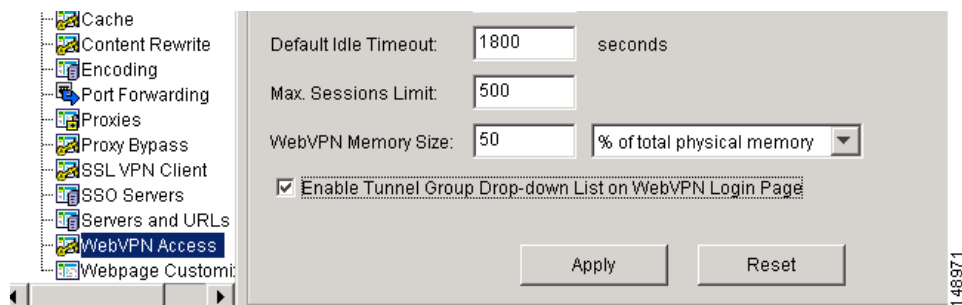 Cache
Content Rewrite
Encoding
Port Forwarding
Proxies
Proxy Bypass
SSL VPN Client
SSO Servers
Servers and URLs
WebVPN Access
Webpage Customi
Default Idle Timeout: 1800 seconds
Max. Sessions Limit: 500
WebVPN Memory Size: 50 % of total physical memory
Enable Tunnel Group Drop-down List on WebVPN Login Page
Apply Reset
148971